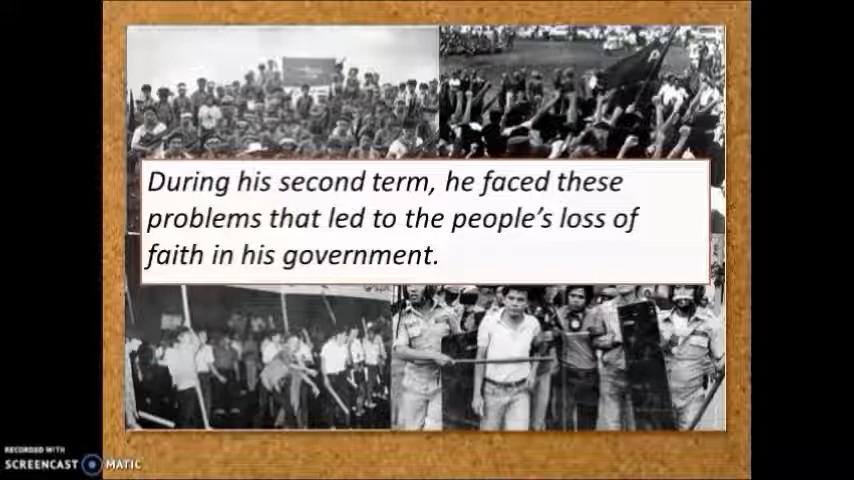 During his second term, he faced these
problems that led to the people's loss of
faith in his government.
RECORDED WITH
SCREENCAST MATIC